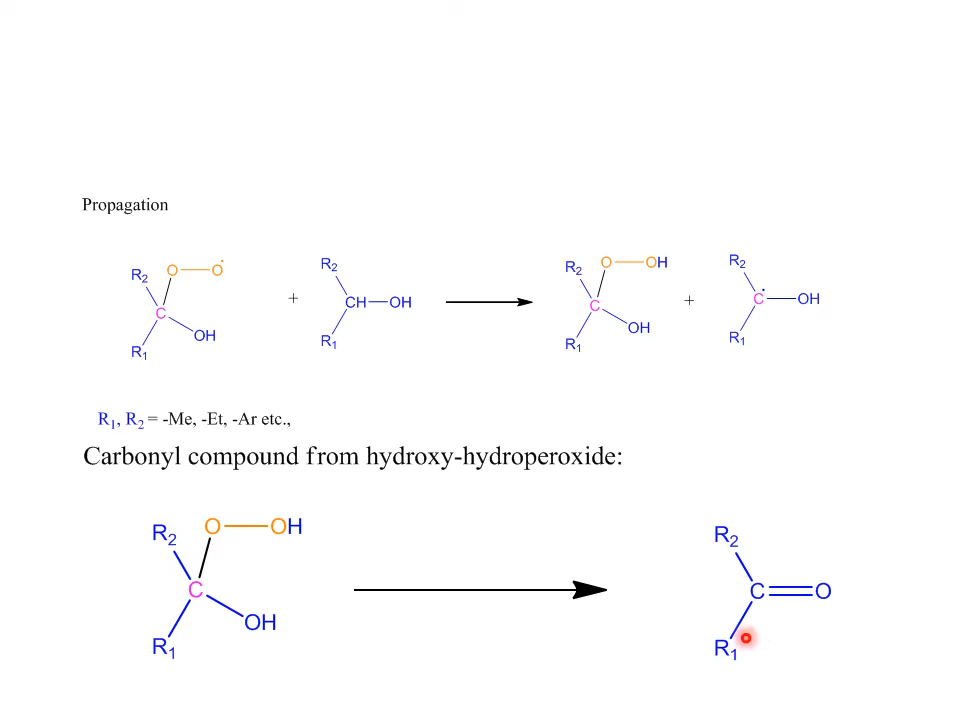 Propagation
R2 O O· C OH R1 + R2 CH OH R1 R2 O OH C OH R1 + R2 C· OH R1
R1, R2 = -Me, -Et, -Ar etc.,
Carbonyl compound from hydroxy-hydroperoxide:
R2 O OH C OH R1 R2 C O R1